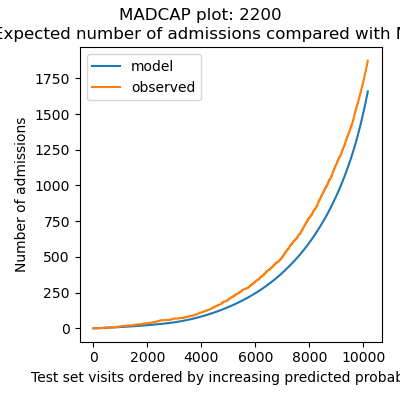 MADCAP plot: 2200
Expected number of admissions compared with
model
observed
Number of admissions
1750
1500
1250
1000
750
500
250
0
0 2000 4000 6000 8000 10000
Test set visits ordered by increasing predicted